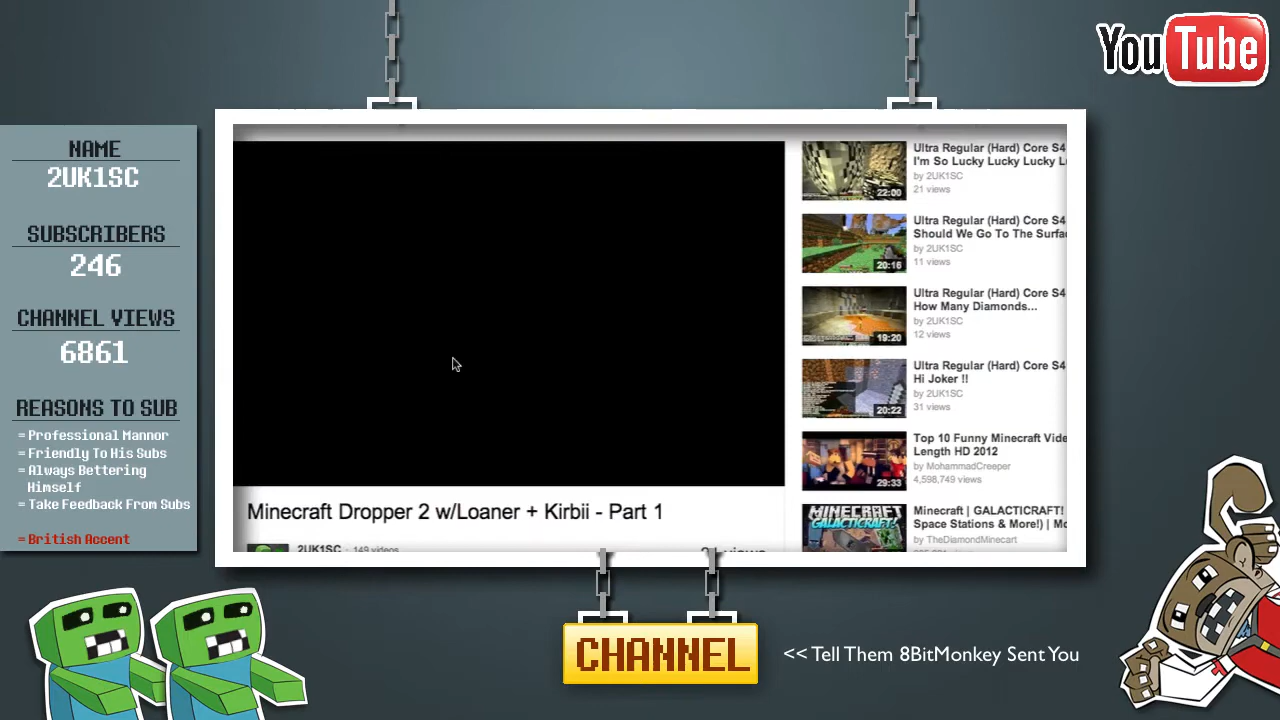 You Tube
NAME
2UK1SC
SUBSCRIBERS
246
CHANNEL VIEWS
6861
REASONS TO SUB
= Professional Mannor
= Friendly To His Subs
= Always Bettering
Himself
= Take Feedback From Subs
= British Accent
Minecraft Dropper 2 w/Loaner + Kirbii - Part 1
2UK1SC · 149 videos
views
22:00
Ultra Regular (Hard) Core S4
I'm So Lucky Lucky Lucky L
by 2UK1SC
21 views
20:16
Ultra Regular (Hard) Core S4
Should We Go To The Surfa
by 2UK1SC
11 views
19:20
Ultra Regular (Hard) Core S4
How Many Diamonds...
by 2UK1SC
12 views
20:22
Ultra Regular (Hard) Core S4
Hi Joker !!
by 2UK1SC
31 views
29:33
Top 10 Funny Minecraft Vide
Length HD 2012
by MohammadCreeper
4,598,749 views
MINECRAFT
GALACTICRAFT!
Minecraft | GALACTICRAFT!
Space Stations & More!) | Mo
by TheDiamondMinecart
CHANNEL
<< Tell Them 8BitMonkey Sent You